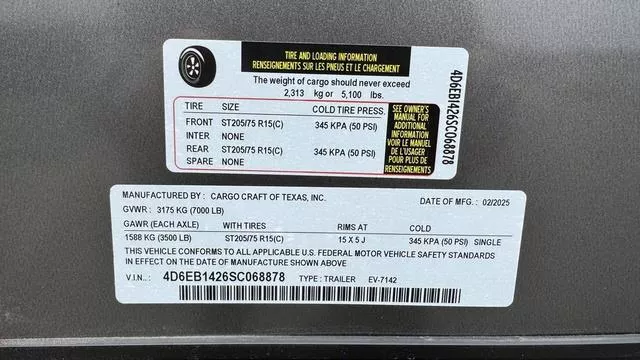 TIRE AND LOADING INFORMATION
RENSEIGNEMENTS SUR LES PNEUS ET LE CHARGEMENT
The weight of cargo should never exceed
2,313 kg or 5,100 lbs.
TIRE SIZE COLD TIRE PRESS.
FRONT ST205/75 R15(C) 345 KPA (50 PSI)
INTER NONE
REAR ST205/75 R15(C) 345 KPA (50 PSI)
SPARE NONE
SEE OWNER'S
MANUAL FOR
ADDITIONAL
INFORMATION
VOIR LE MANUEL
DE L'USAGER
POUR PLUS DE
RENSEIGNEMENTS
4D6EB1426SC068878
MANUFACTURED BY: CARGO CRAFT OF TEXAS, INC. DATE OF MFG.: 02/2025
GVWR: 3175 KG (7000 LB)
GAWR (EACH AXLE) WITH TIRES RIMS AT COLD
1588 KG (3500 LB) ST205/75 R15(C) 15 X 5 J 345 KPA (50 PSI) SINGLE
THIS VEHICLE CONFORMS TO ALL APPLICABLE U.S. FEDERAL MOTOR VEHICLE SAFETY STANDARDS
IN EFFECT ON THE DATE OF MANUFACTURE SHOWN ABOVE.
V.I.N.: 4D6EB1426SC068878 TYPE: TRAILER EV-7142